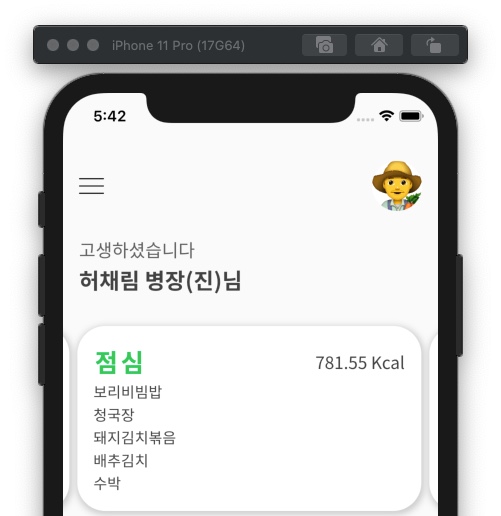 iPhone 11 Pro (17G64)
5:42
고생하셨습니다
허채림 병장(진)님
점심
781.55 Kcal
보리비빔밥
청국장
돼지김치볶음
배추김치
수박